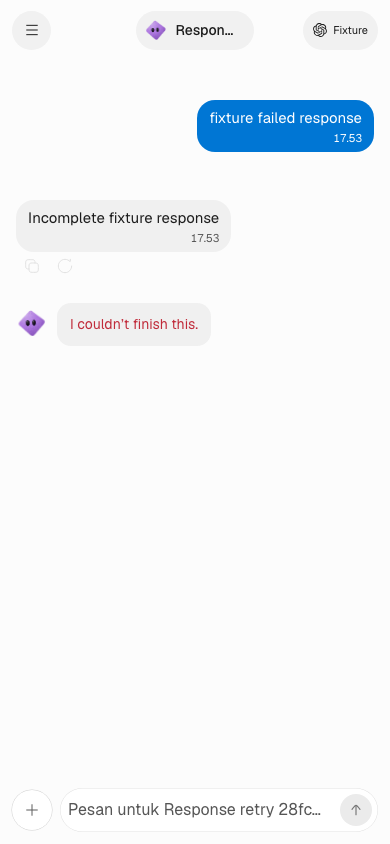 Respon...
Fixture
fixture failed response
17.53
Incomplete fixture response
17.53
I couldn't finish this.
Pesan untuk Response retry 28fc...